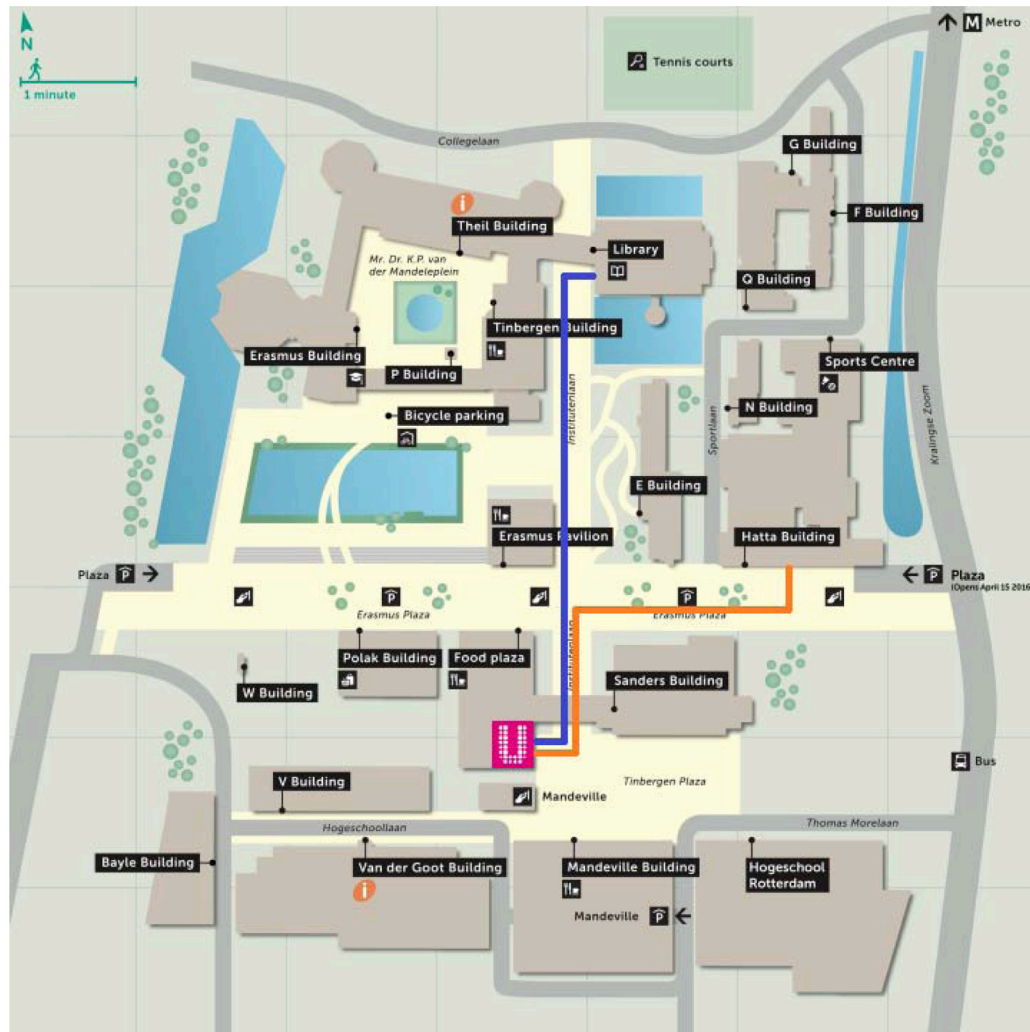 M Metro
N
1 minute
Tennis courts
Collegelaan
G Building
F Building
i
Theil Building
Library
Mr. Dr. K.P. van
der Mandeleplein
Q Building
Tinbergen Building
Erasmus Building
P Building
Sports Centre
Bicycle parking
N Building
Institutenlaan
Sportlaan
Kralingse Zoom
E Building
Erasmus Pavilion
Hatta Building
Plaza P
P Plaza
(Opens April 15 2016
P
P
Erasmus Plaza
Erasmus Plaza
Institutenlaan
Polak Building
Food plaza
W Building
Sanders Building
U
Bus
V Building
Mandeville
Tinbergen Plaza
Hogeschoollaan
Thomas Morelaan
Bayle Building
Van der Goot Building
Mandeville Building
Hogeschool
Rotterdam
i
Mandeville P